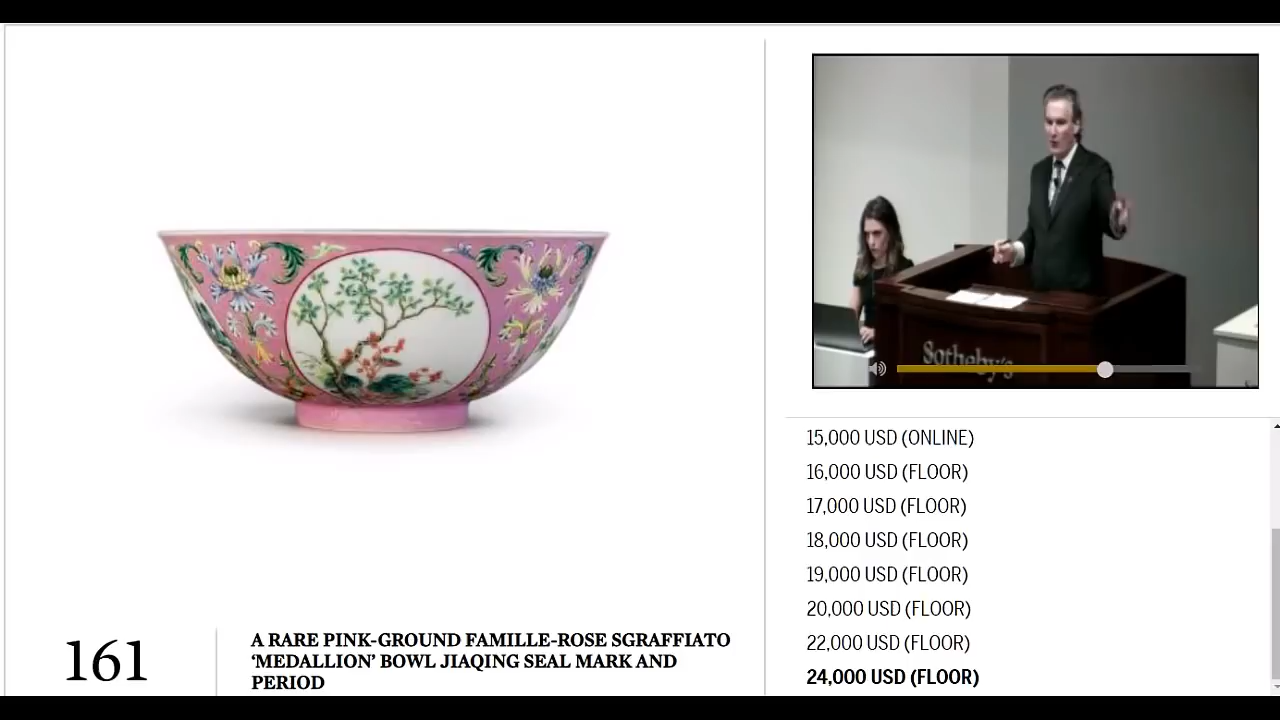 Sotheby's
15,000 USD (ONLINE)
16,000 USD (FLOOR)
17,000 USD (FLOOR)
18,000 USD (FLOOR)
19,000 USD (FLOOR)
20,000 USD (FLOOR)
22,000 USD (FLOOR)
24,000 USD (FLOOR)
161
A RARE PINK-GROUND FAMILLE-ROSE SGRAFFIATO
‘MEDALLION’ BOWL JIAQING SEAL MARK AND
PERIOD